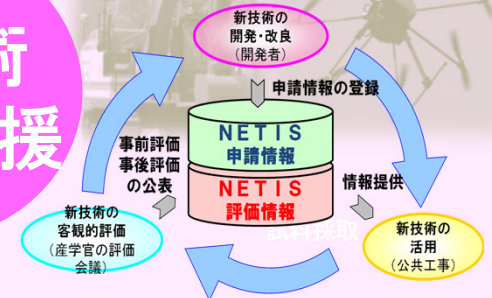 術
援
新技術の
開発・改良
(開発者)
申請情報の登録
NETIS
申請情報
NETIS
評価情報
事前評価
事後評価
の公表
情報提供
新技術の
客観的評価
(産学官の評価
会議)
新技術の
活用
(公共工事)
試料採取